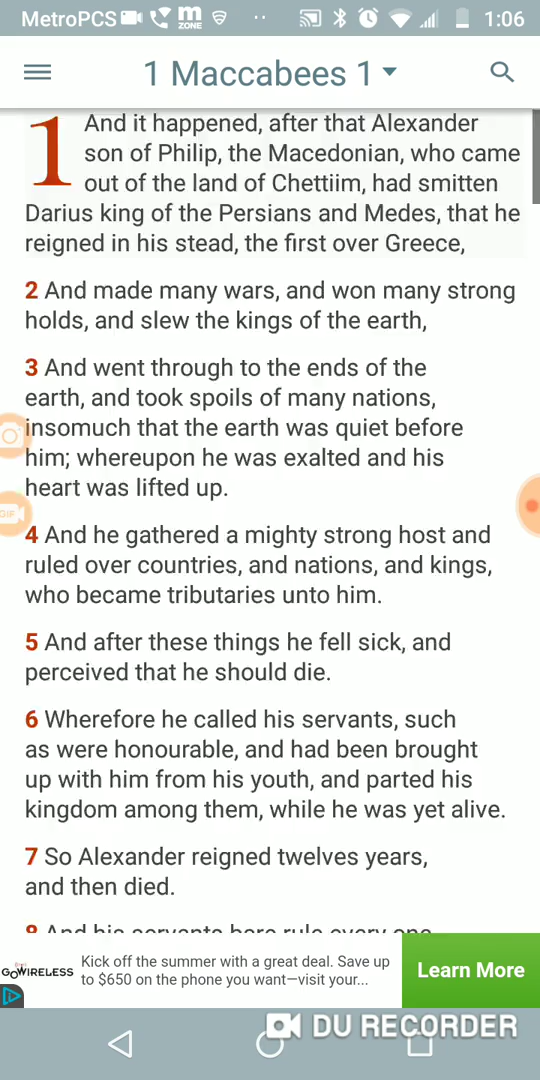 MetroPCS m ZONE 1:06
1 Maccabees 1
1 And it happened, after that Alexander
son of Philip, the Macedonian, who came
out of the land of Chettiim, had smitten
Darius king of the Persians and Medes, that he
reigned in his stead, the first over Greece,
2 And made many wars, and won many strong
holds, and slew the kings of the earth,
3 And went through to the ends of the
earth, and took spoils of many nations,
insomuch that the earth was quiet before
him; whereupon he was exalted and his
heart was lifted up.
GIF
4 And he gathered a mighty strong host and
ruled over countries, and nations, and kings,
who became tributaries unto him.
5 And after these things he fell sick, and
perceived that he should die.
6 Wherefore he called his servants, such
as were honourable, and had been brought
up with him from his youth, and parted his
kingdom among them, while he was yet alive.
7 So Alexander reigned twelves years,
and then died.
8 And his servants bare rule every one
GOWIRELESS
Kick off the summer with a great deal. Save up
to $650 on the phone you want—visit your...
Learn More
DU RECORDER